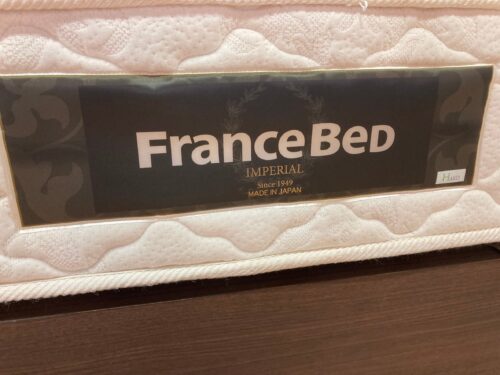 FRANCEBED
IMPERIAL
Since 1949
MADE IN JAPAN
Hard